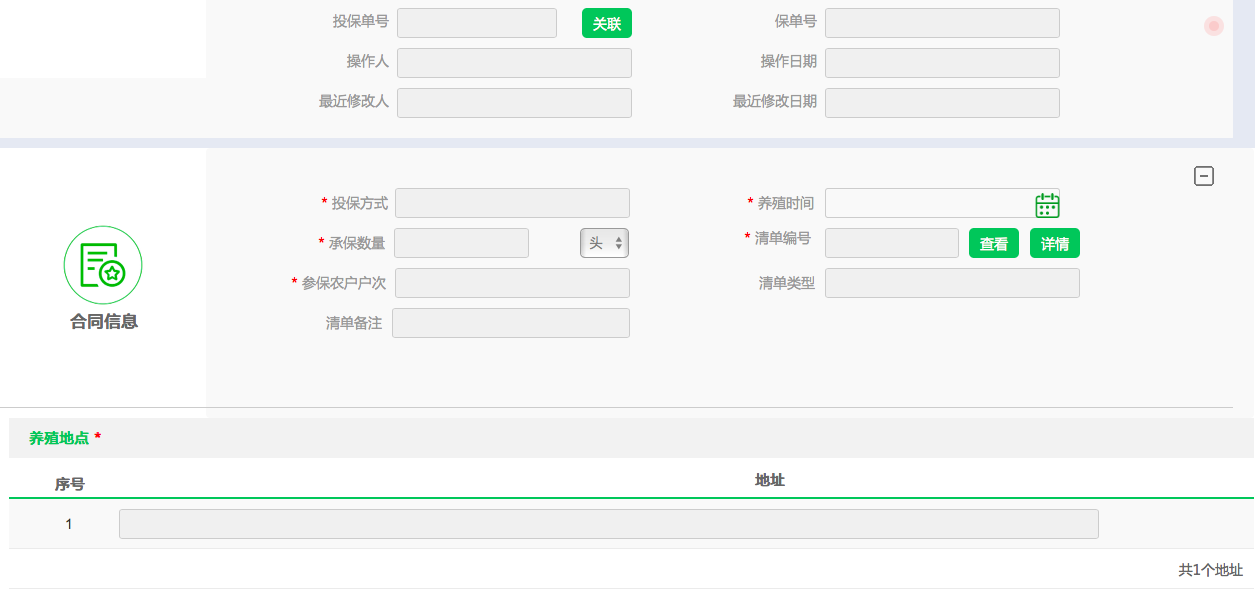 投保单号 关联 保单号
操作人 操作日期
最近修改人 最近修改日期
* 投保方式 * 养殖时间
* 承保数量 头 * 清单编号 查看 详情
* 参保农户户次 清单类型
清单备注
合同信息
养殖地点 *
序号 地址
1
共1个地址